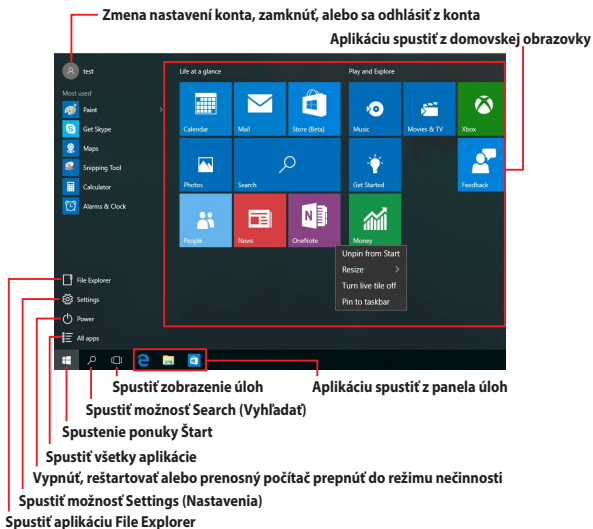 Zmena nastavení konta, zamknúť, alebo sa odhlásiť z konta
Aplikáciu spustiť z domovskej obrazovky
test
Most used
Paint
Get Skype
Maps
Snipping Tool
Calculator
Alarms & Clock
File Explorer
Settings
Power
All apps
Life at a glance
Play and Explore
Calendar
Mail
Store (Beta)
Music
Movies & TV
Xbox
Photos
Search
Get Started
Feedback
People
News
OneNote
Money
Unpin from Start
Resize
Turn live tile off
Pin to taskbar
Spustiť zobrazenie úloh
Aplikáciu spustiť z panela úloh
Spustiť možnosť Search (Vyhľadať)
Spustenie ponuky Štart
Spustiť všetky aplikácie
Vypnúť, reštartovať alebo prenosný počítač prepnúť do režimu nečinnosti
Spustiť možnosť Settings (Nastavenia)
Spustiť aplikáciu File Explorer